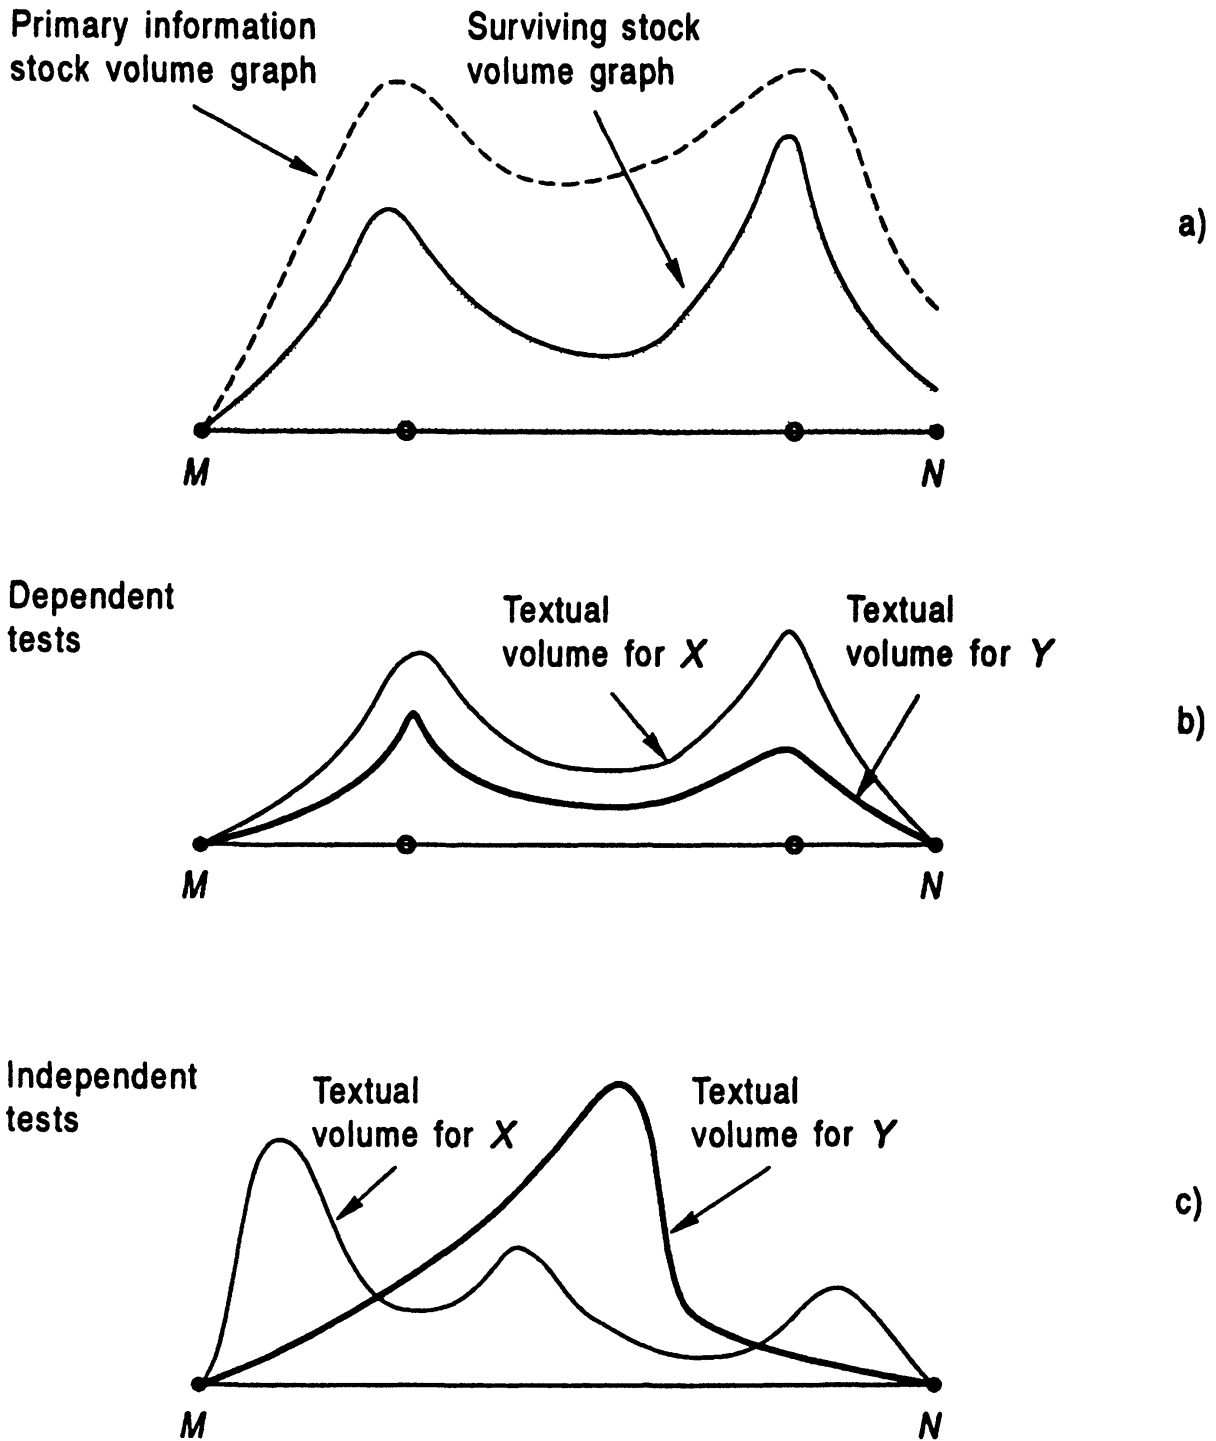 Primary information
stock volume graph
Surviving stock
volume graph
a)
M
N
Dependent
tests
Textual
volume for X
Textual
volume for Y
b)
M
N
Independent
tests
Textual
volume for X
Textual
volume for Y
c)
M
N